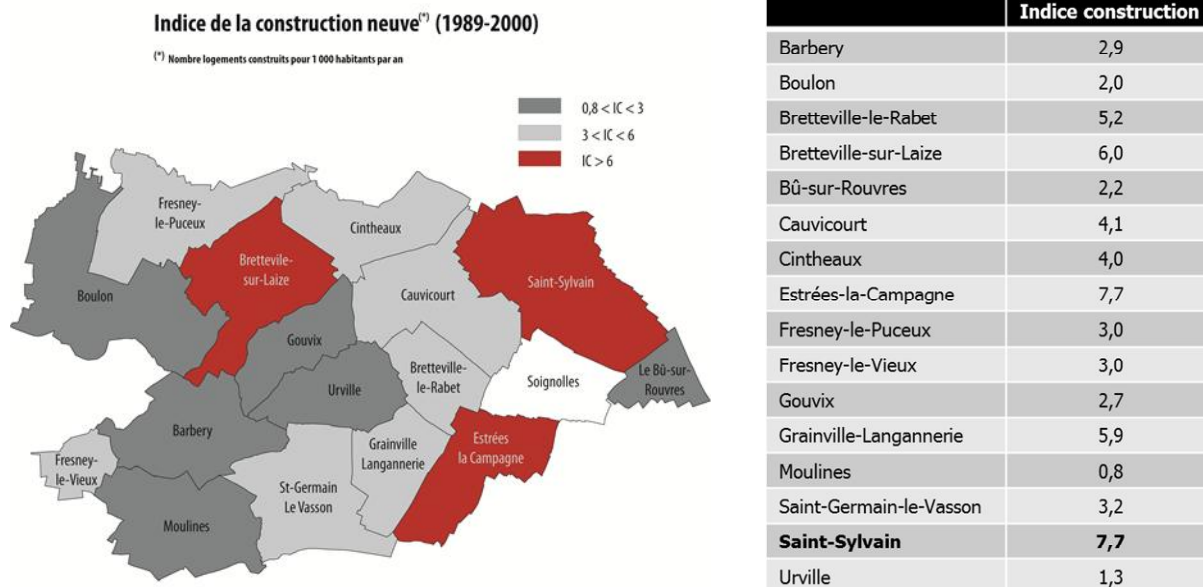 Indice de la construction neuve(*) (1989-2000)
(*) Nombre logements construits pour 1 000 habitants par an
0,8 < IC < 3
3 < IC < 6
IC > 6
Fresney-
le-Puceux
Cintheaux
Brettevile-
sur-Laize
Saint-Sylvain
Boulon
Cauvicourt
Gouvix
Bretteville-
le-Rabet
Urville
Soignolles
Le Bû-sur-
Rouvres
Barbery
Grainville
Langannerie
Estrées
la Campagne
Fresney-
le-Vieux
St-Germain
Le Vasson
Moulines
Indice construction
Barbery 2,9
Boulon 2,0
Bretteville-le-Rabet 5,2
Bretteville-sur-Laize 6,0
Bû-sur-Rouvres 2,2
Cauvicourt 4,1
Cintheaux 4,0
Estrées-la-Campagne 7,7
Fresney-le-Puceux 3,0
Fresney-le-Vieux 3,0
Gouvix 2,7
Grainville-Langannerie 5,9
Moulines 0,8
Saint-Germain-le-Vasson 3,2
Saint-Sylvain 7,7
Urville 1,3